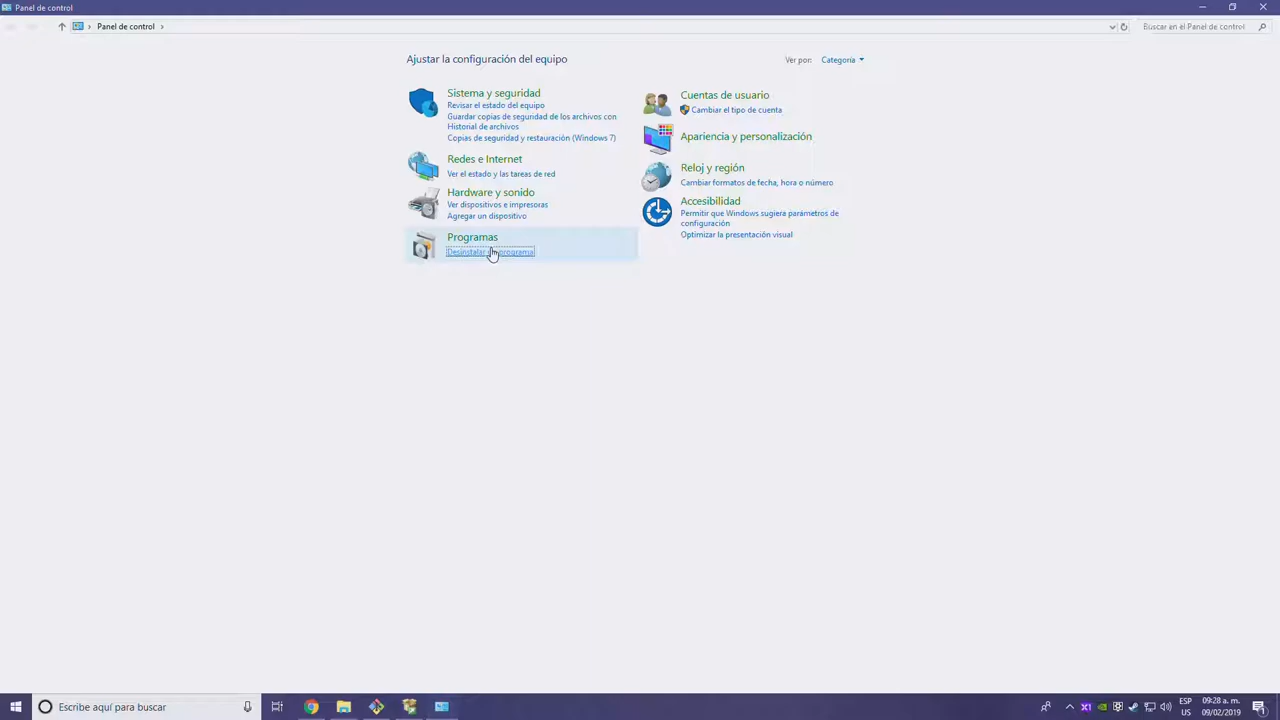 Panel de control
Panel de control
Buscar en el Panel de control
Ajustar la configuración del equipo
Ver por:
Categoría
Sistema y seguridad
Revisar el estado del equipo
Guardar copias de seguridad de los archivos con
Historial de archivos
Copias de seguridad y restauración (Windows 7)
Redes e Internet
Ver el estado y las tareas de red
Hardware y sonido
Ver dispositivos e impresoras
Agregar un dispositivo
Programas
Desinstalar programa
Cuentas de usuario
Cambiar el tipo de cuenta
Apariencia y personalización
Reloj y región
Cambiar formatos de fecha, hora o número
Accesibilidad
Permitir que Windows sugiera parámetros de
configuración
Optimizar la presentación visual
Escribe aquí para buscar
ESP
US
09:28 a. m.
09/02/2019